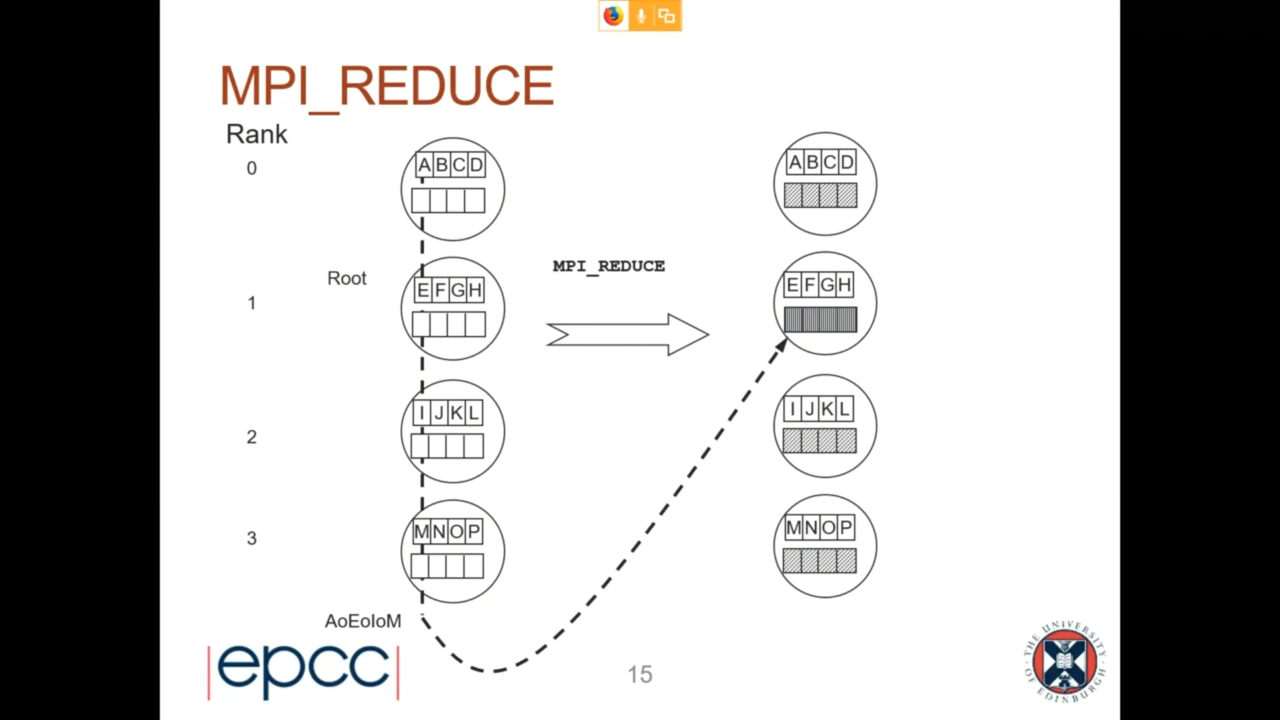 MPI_REDUCE
Rank
0
ABCD
ABCD
Root
MPI_REDUCE
1
EFGH
EFGH
2
IJKL
IJKL
3
MNOP
MNOP
AoEoIoM
epcc
15
THE UNIVERSITY OF EDINBURGH